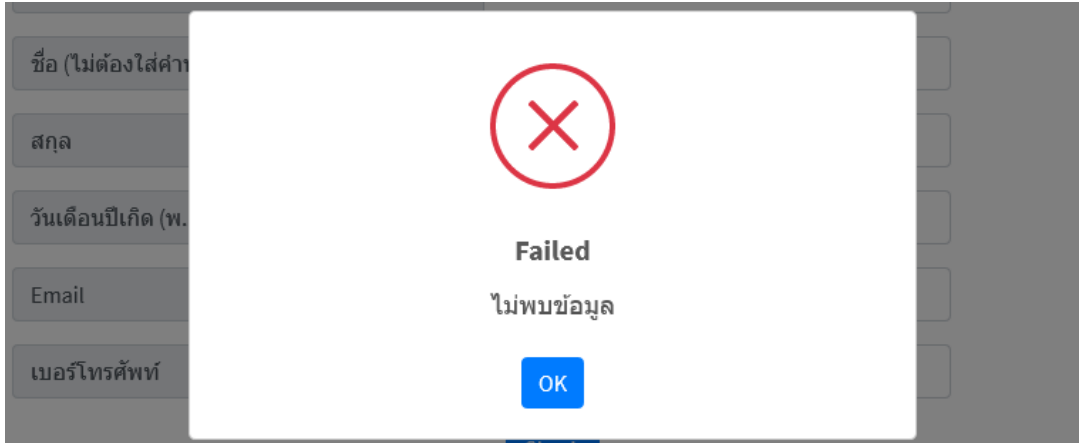 ชื่อ (ไม่ต้องใส่
สกุล
วันเดือนปีเกิด (พ.
Email
เบอร์โทรศัพท์
Failed
ไม่พบข้อมูล
OK